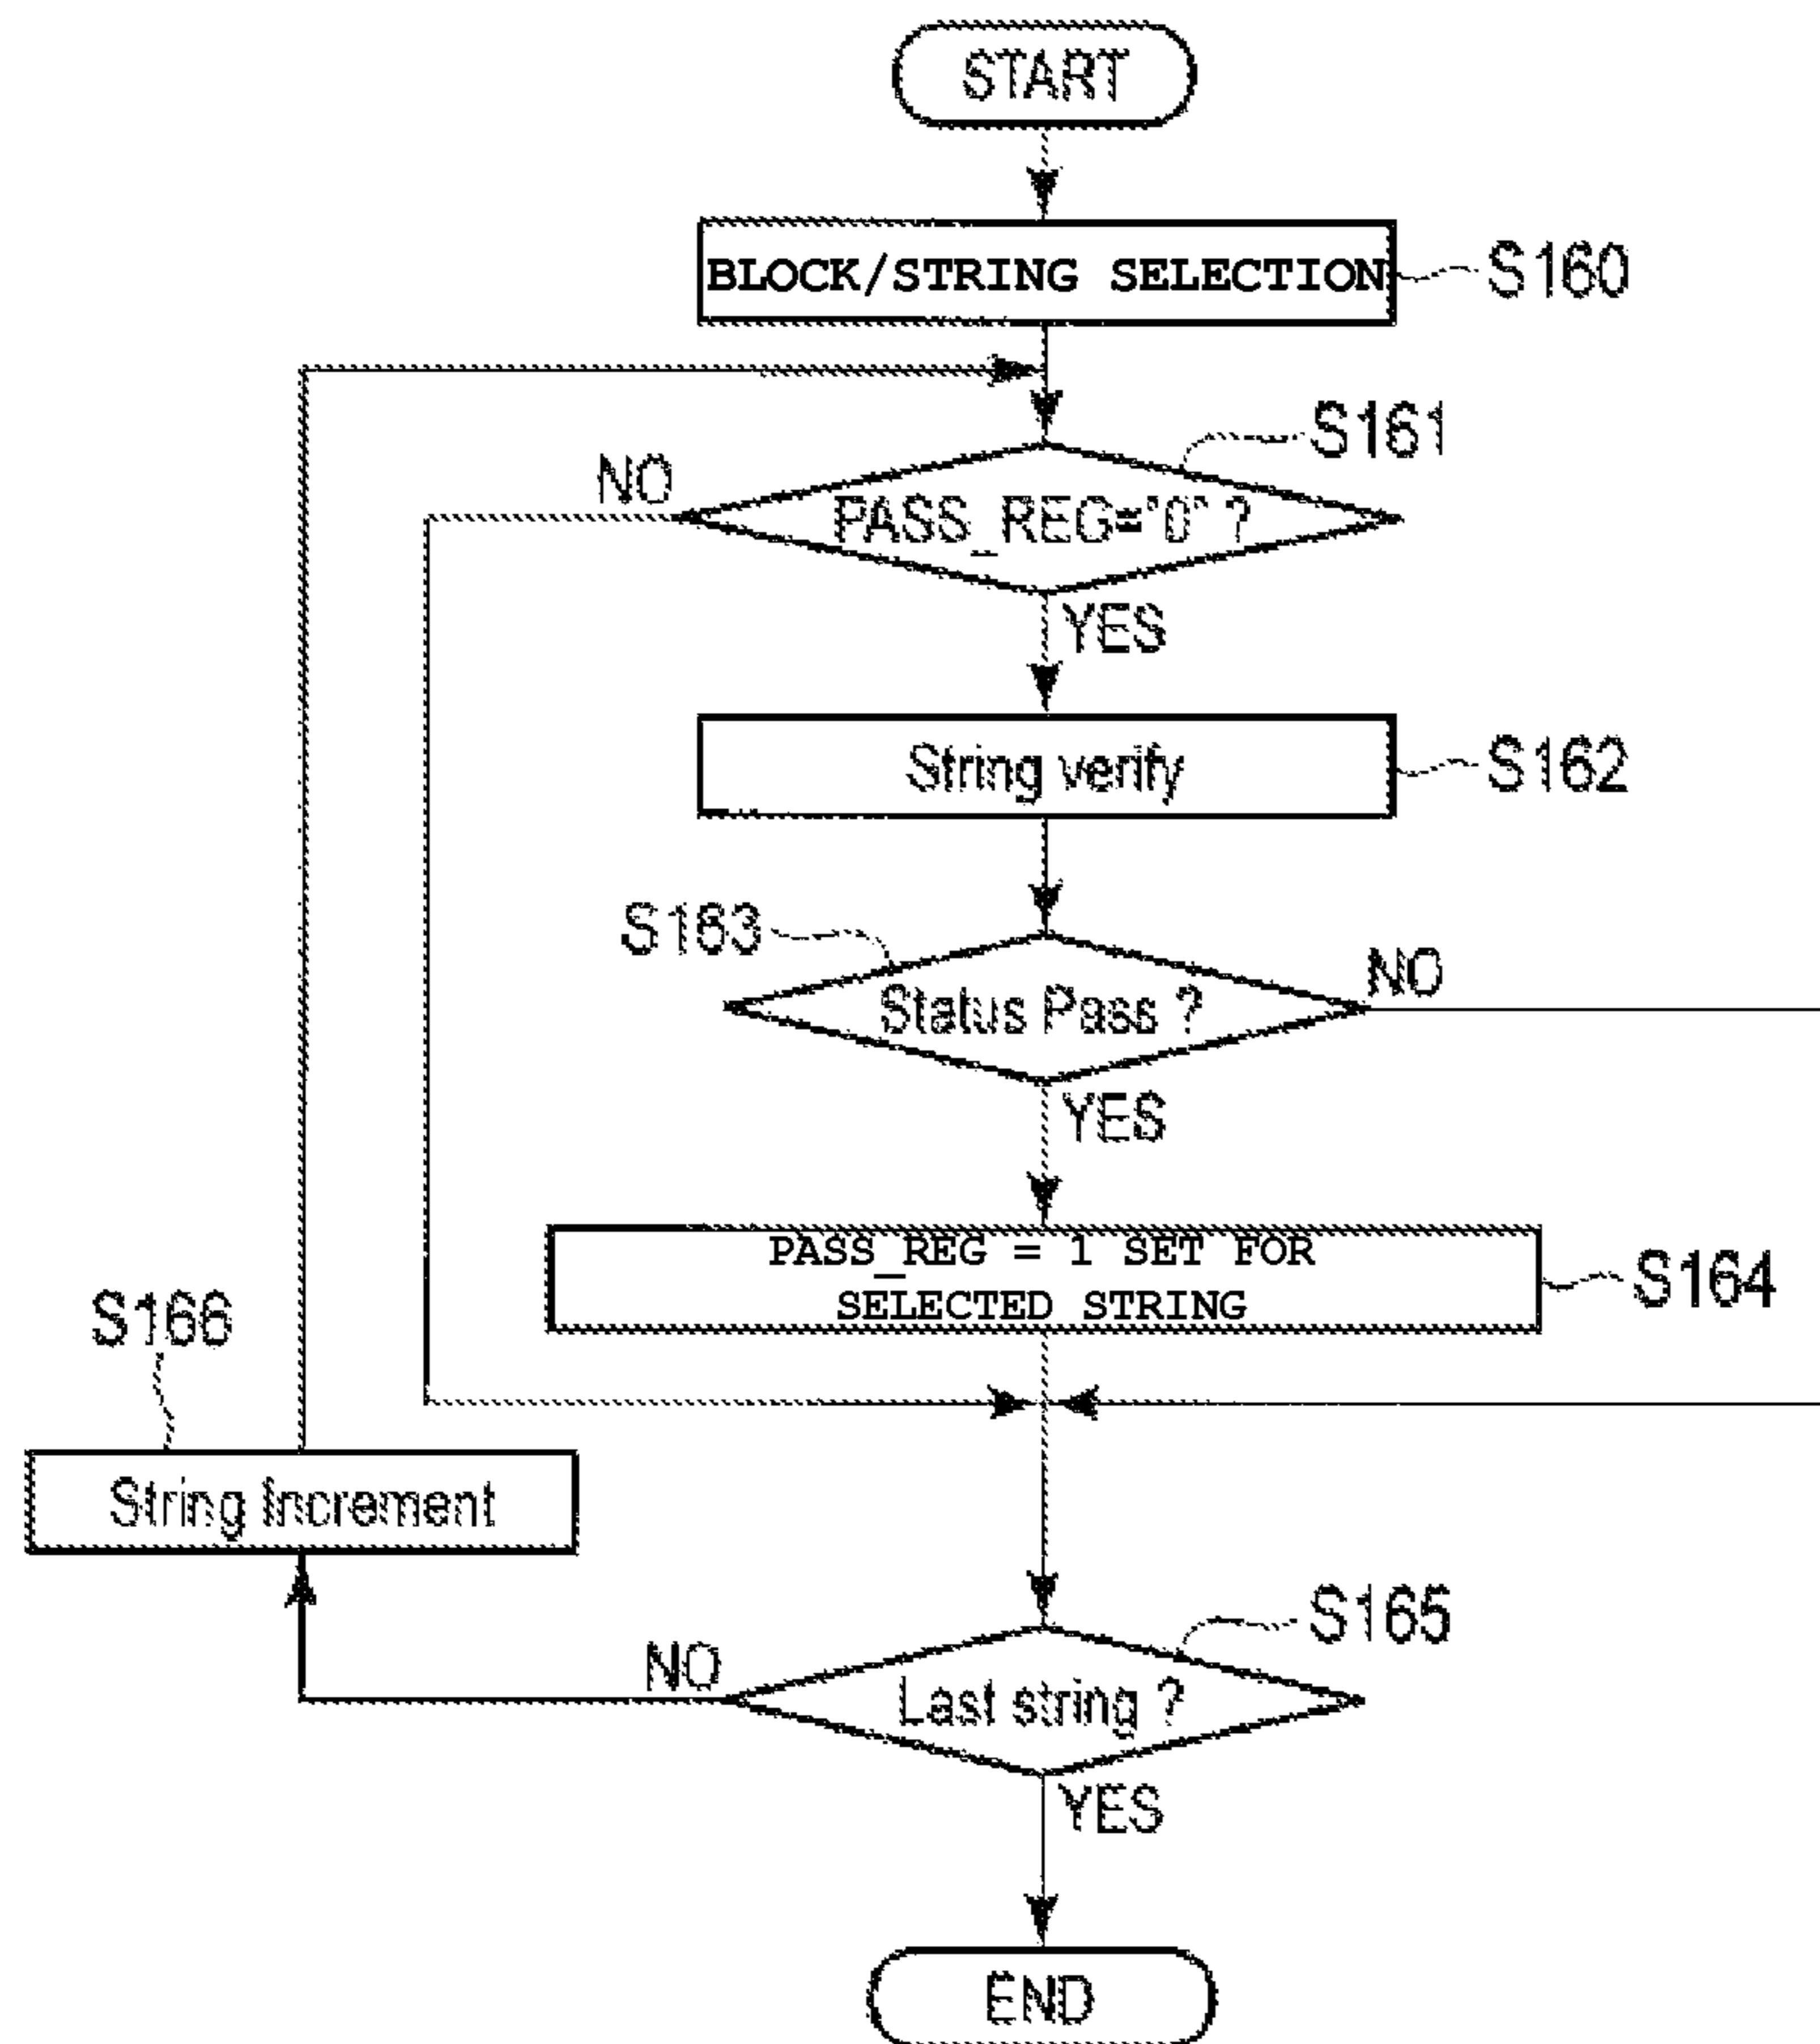 START
BLOCK/STRING SELECTION
S160
S161
NO
PASS_REG="0" ?
YES
String verify
S162
S163
NO
Status Pass ?
YES
PASS_REG = 1 SET FOR
SELECTED STRING
S164
S166
String Increment
S165
NO
Last string ?
YES
END